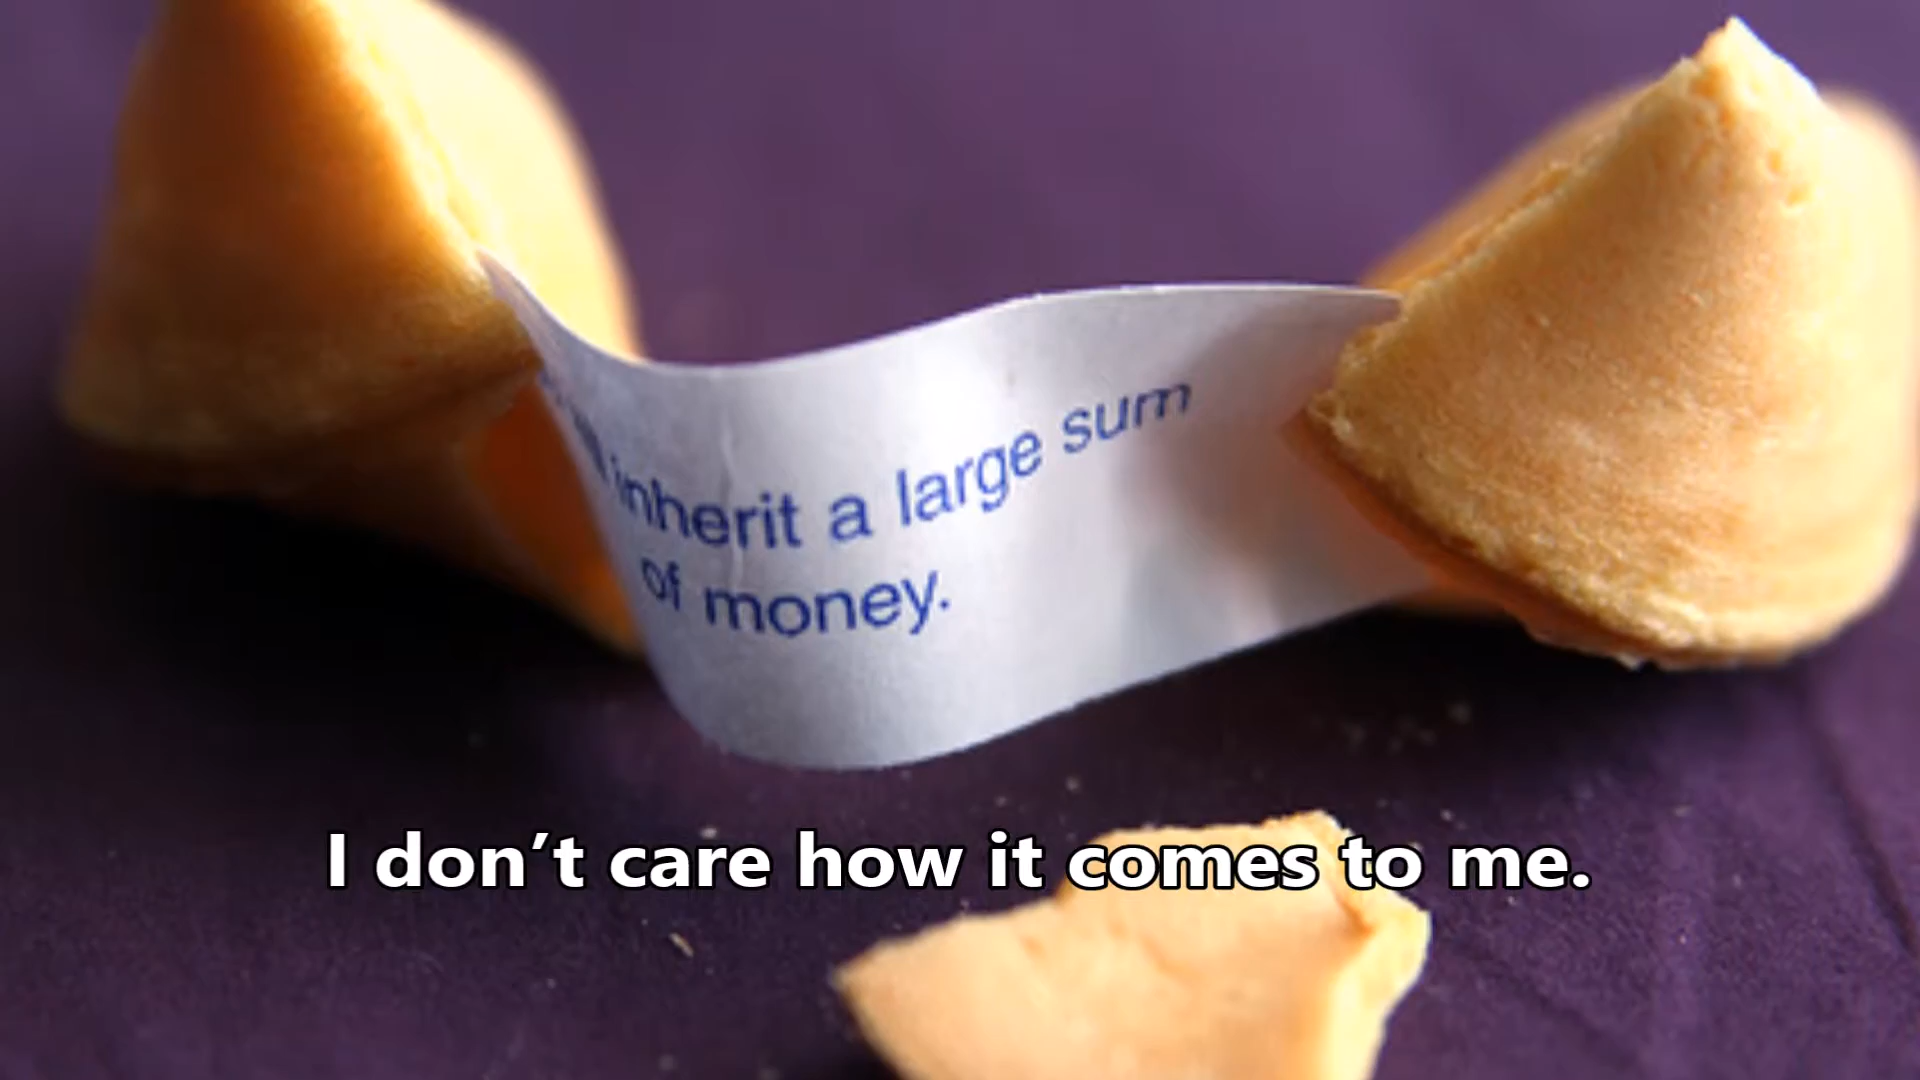 inherit a large sum
of money.
I don’t care how it comes to me.